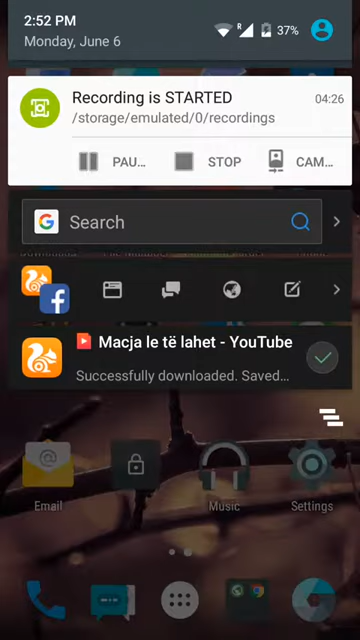 2:52 PM
R
37%
Monday, June 6
Recording is STARTED
04:26
/storage/emulated/0/recordings
PAU...
STOP
CAM...
G Search
f
Macja le të lahet - YouTube
Successfully downloaded. Saved...
@
Email
Music
Settings